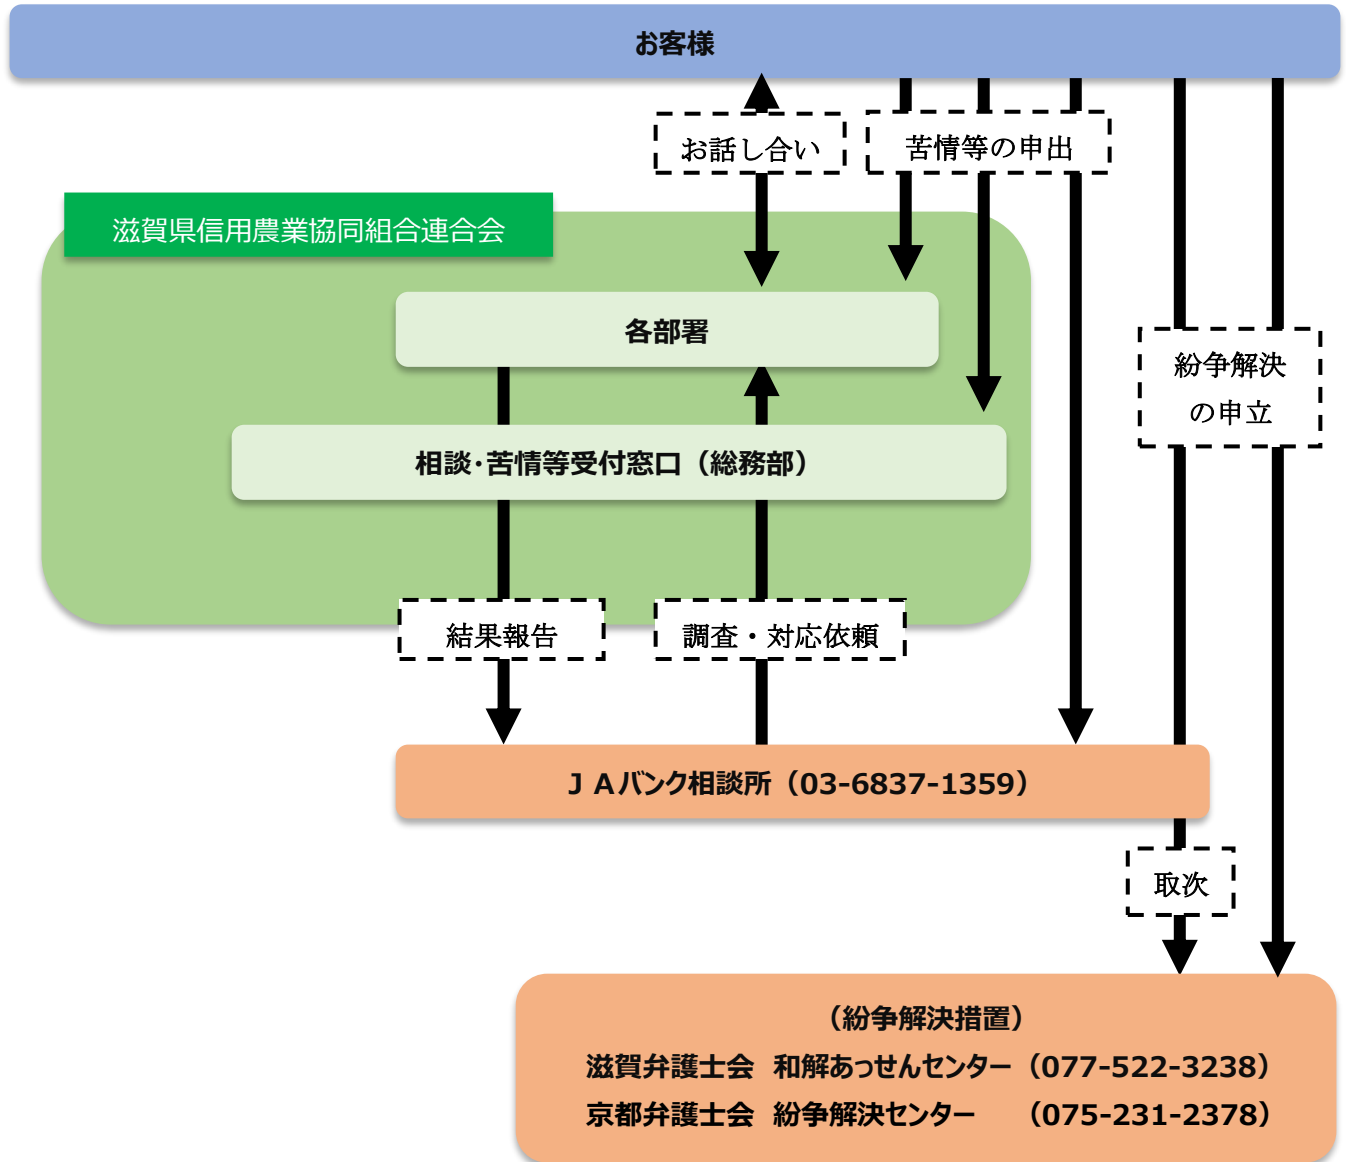 お客様
お話し合い
苦情等の申出
滋賀県信用農業協同組合連合会
各部署
紛争解決
の申立
相談・苦情等受付窓口（総務部）
結果報告
調査・対応依頼
ＪＡバンク相談所（03-6837-1359）
取次
（紛争解決措置）
滋賀弁護士会 和解あっせんセンター（077-522-3238）
京都弁護士会 紛争解決センター （075-231-2378）